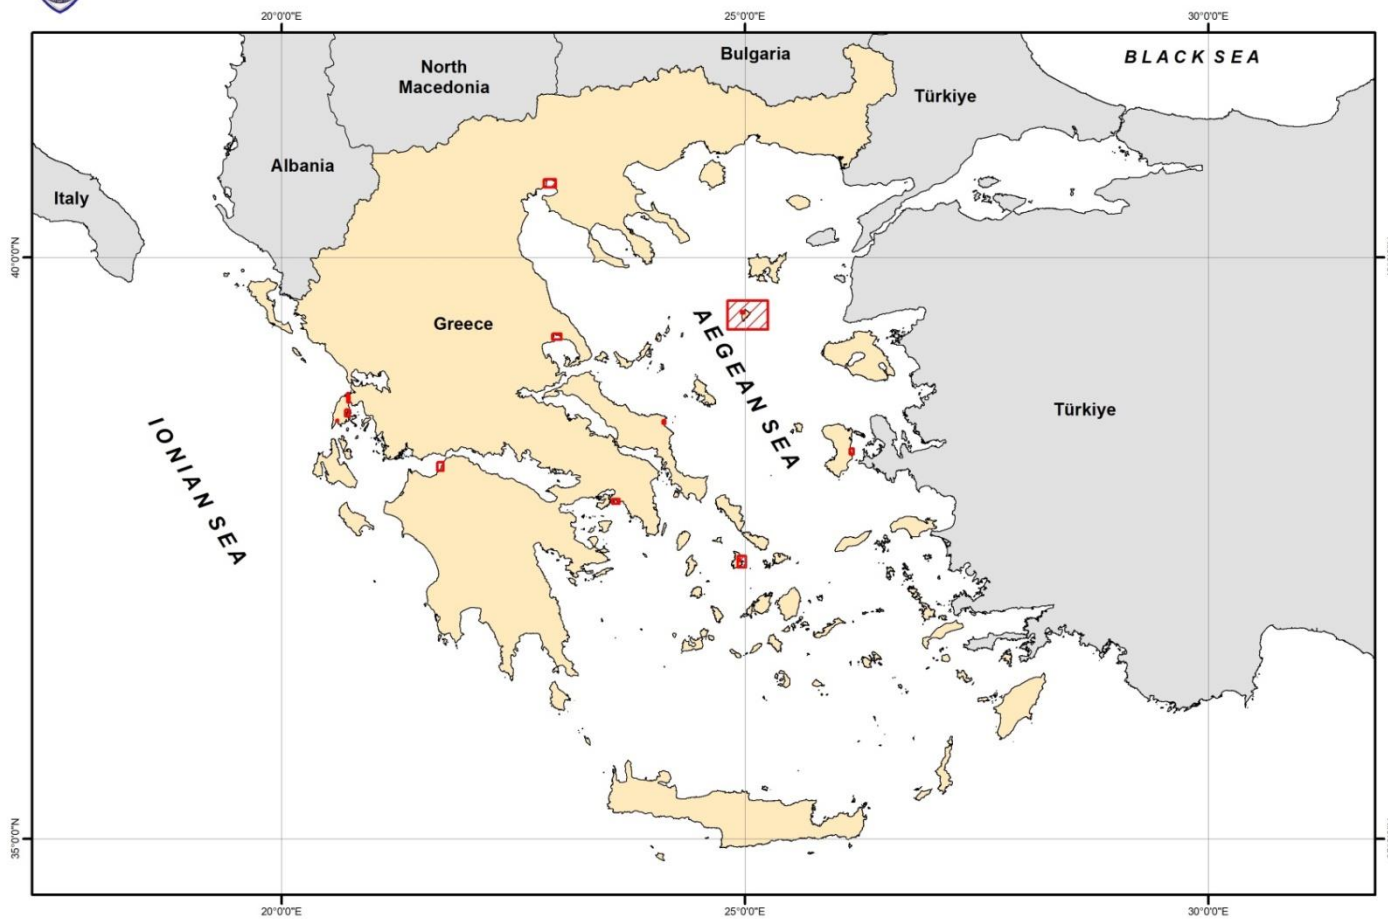 20°0'0"E 25°0'0"E 30°0'0"E
BLACK SEA
Bulgaria
North
Macedonia
Türkiye
Albania
Italy
40°0'0"N
Greece
AEGEAN SEA
Türkiye
IONIAN SEA
35°0'0"N
20°0'0"E 25°0'0"E 30°0'0"E